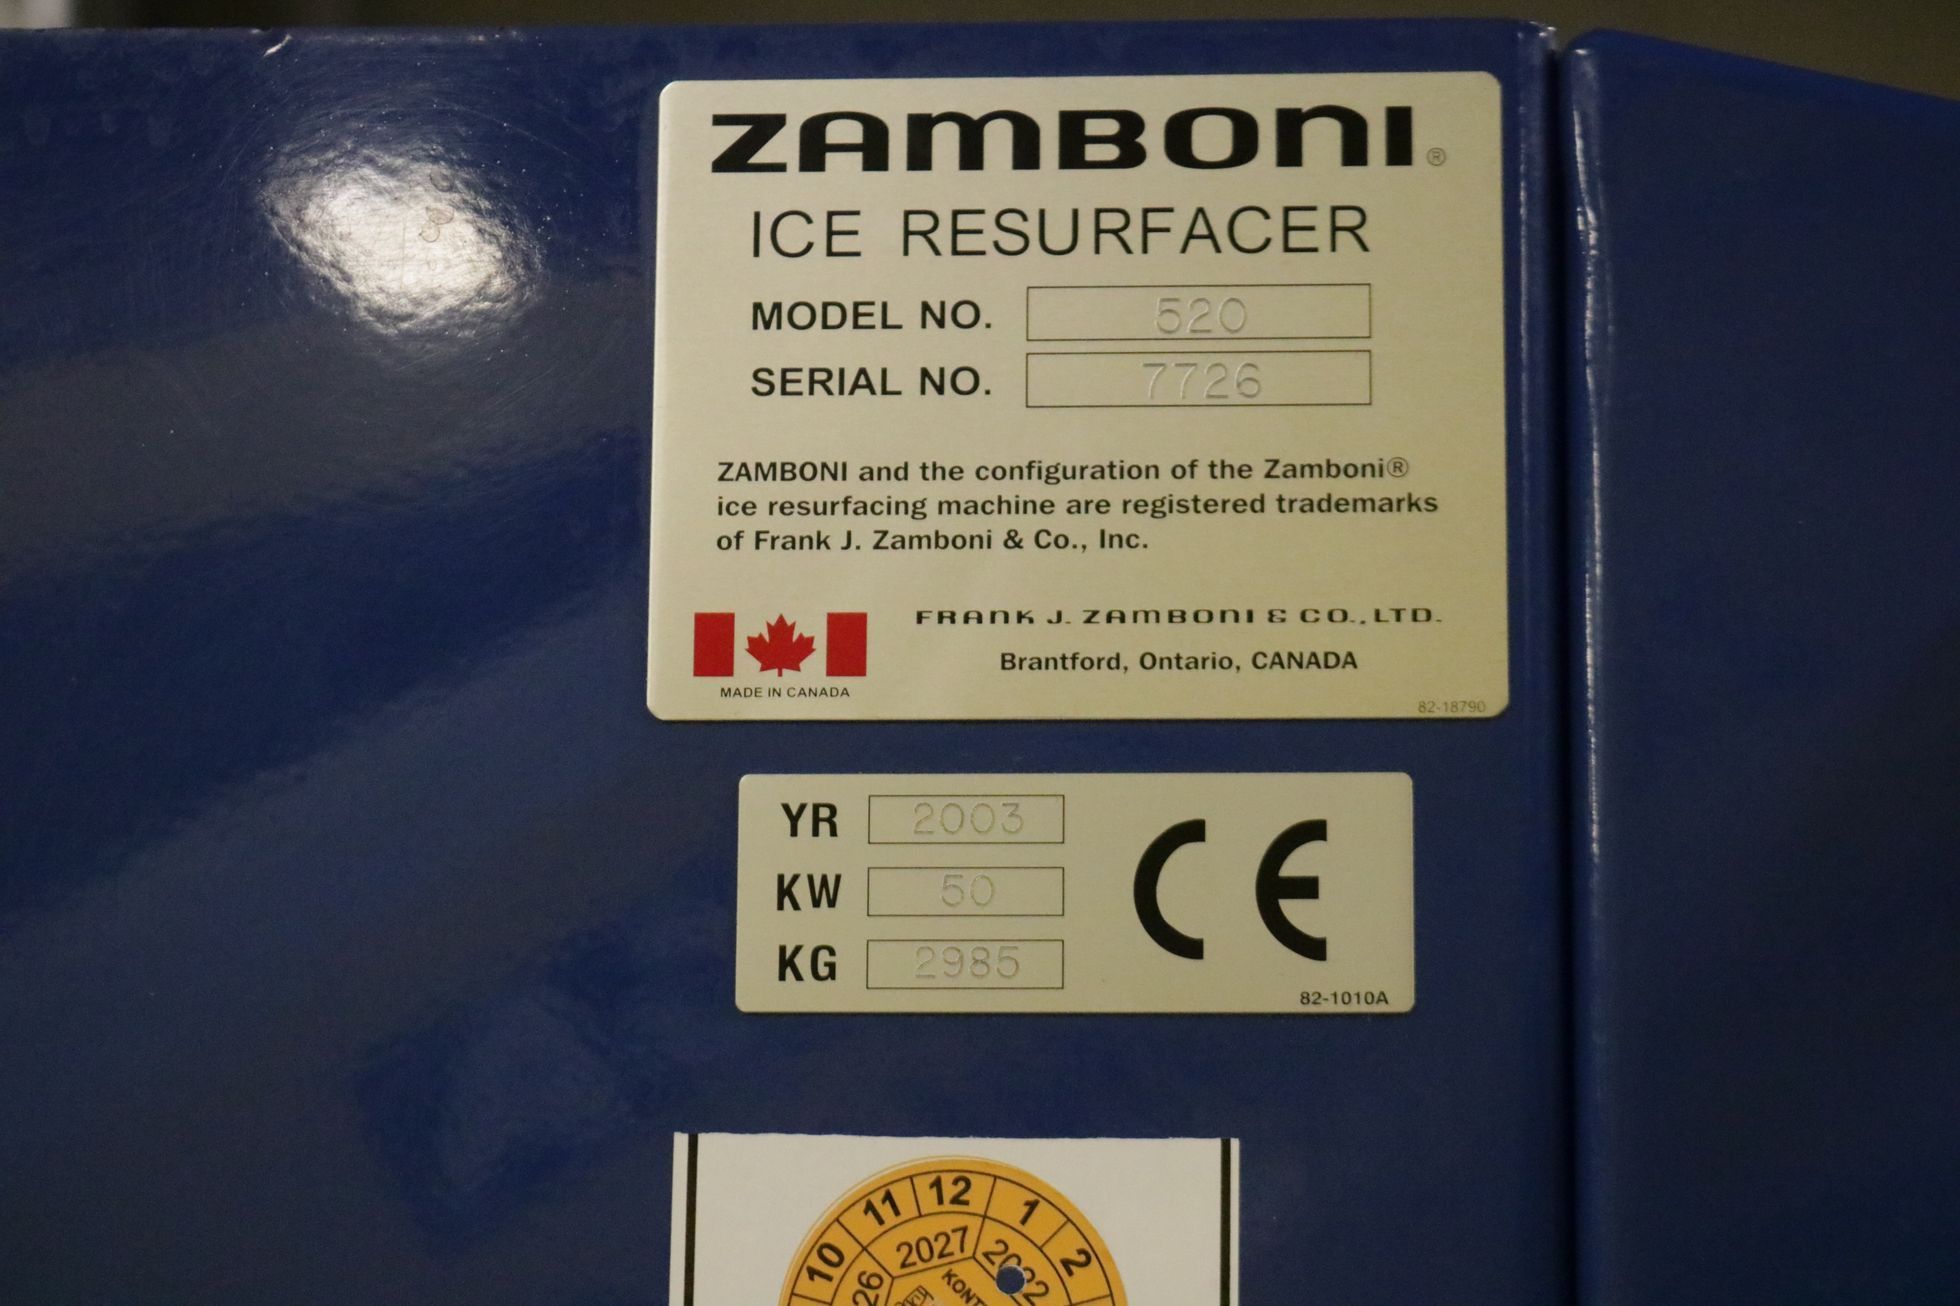 ZAMBONI®
ICE RESURFACER
MODEL NO. 520
SERIAL NO. 7726
ZAMBONI and the configuration of the Zamboni®
ice resurfacing machine are registered trademarks
of Frank J. Zamboni & Co., Inc.
FRANK J. ZAMBONI & CO., LTD.
Brantford, Ontario, CANADA
MADE IN CANADA
82-18790
YR 2003
KW 50
KG 2985
CE
82-1010A
10 11 12 1 2
26 2027 2022